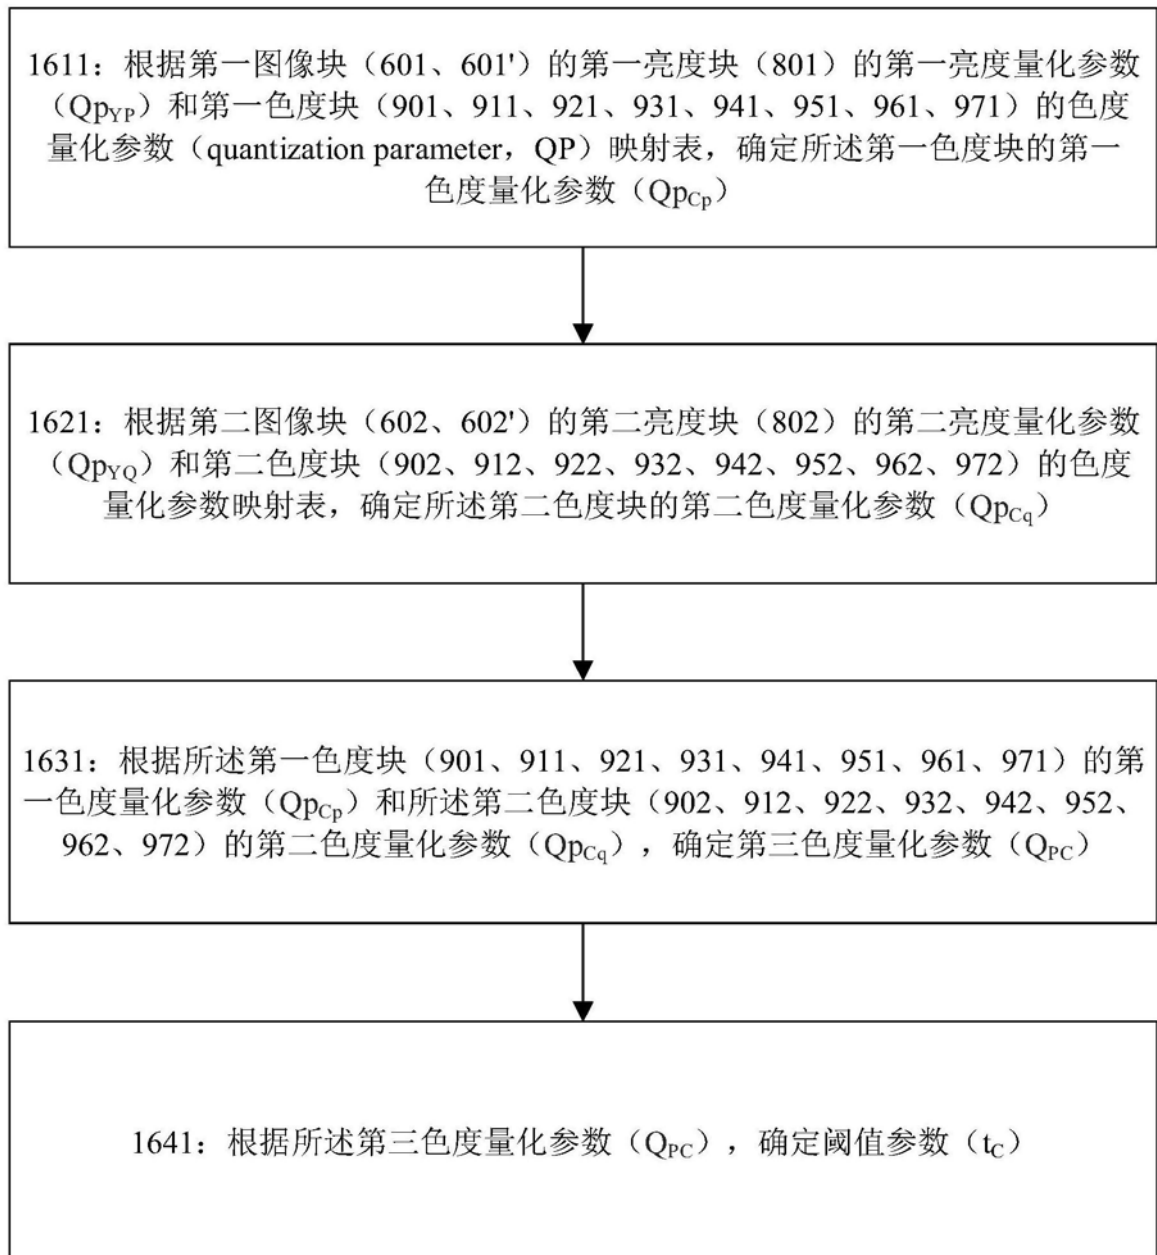 1611：根据第一图像块（601、601'）的第一亮度块（801）的第一亮度量化参数
（QpYP）和第一色度块（901、911、921、931、941、951、961、971）的色度
量化参数（quantization parameter，QP）映射表，确定所述第一色度块的第一
色度量化参数（QpCp）
1621：根据第二图像块（602、602'）的第二亮度块（802）的第二亮度量化参数
（QpYQ）和第二色度块（902、912、922、932、942、952、962、972）的色度
量化参数映射表，确定所述第二色度块的第二色度量化参数（QpCq）
1631：根据所述第一色度块（901、911、921、931、941、951、961、971）的第
一色度量化参数（QpCp）和所述第二色度块（902、912、922、932、942、952、
962、972）的第二色度量化参数（QpCq），确定第三色度量化参数（QPC）
1641：根据所述第三色度量化参数（QPC），确定阈值参数（tC）